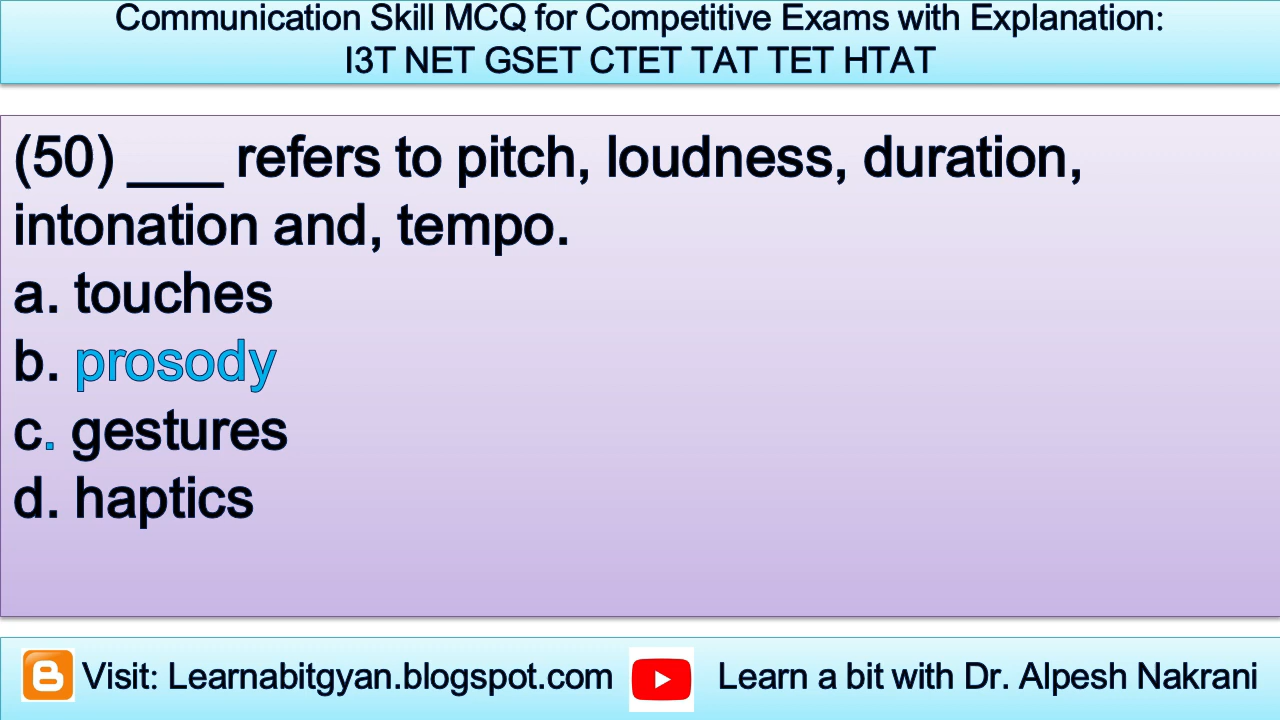 Communication Skill MCQ for Competitive Exams with Explanation:
I3T NET GSET CTET TAT TET HTAT
(50) ___ refers to pitch, loudness, duration,
intonation and, tempo.
a. touches
b. prosody
c. gestures
d. haptics
Visit: Learnabitgyan.blogspot.com Learn a bit with Dr. Alpesh Nakrani